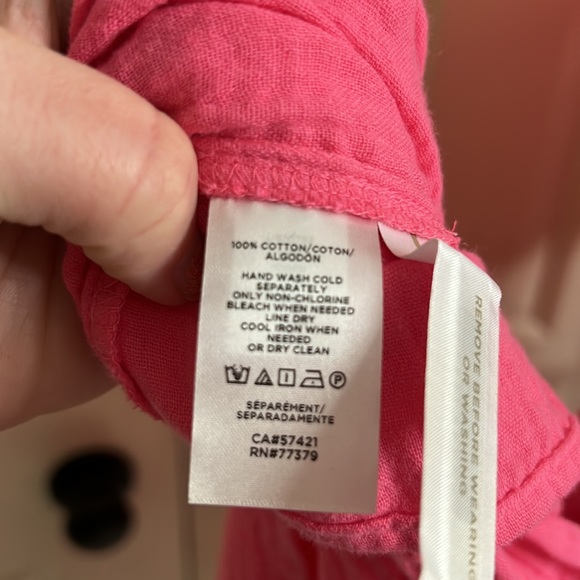 100% COTTON/COTON/
ALGODÓN
HAND WASH COLD
SEPARATELY
ONLY NON-CHLORINE
BLEACH WHEN NEEDED
LINE DRY
COOL IRON WHEN
NEEDED
OR DRY CLEAN
P
SÉPARÉMENT/
SEPARADAMENTE
CA#57421
RN#77379
REMOVE BEFORE WEARING
OR WASHING